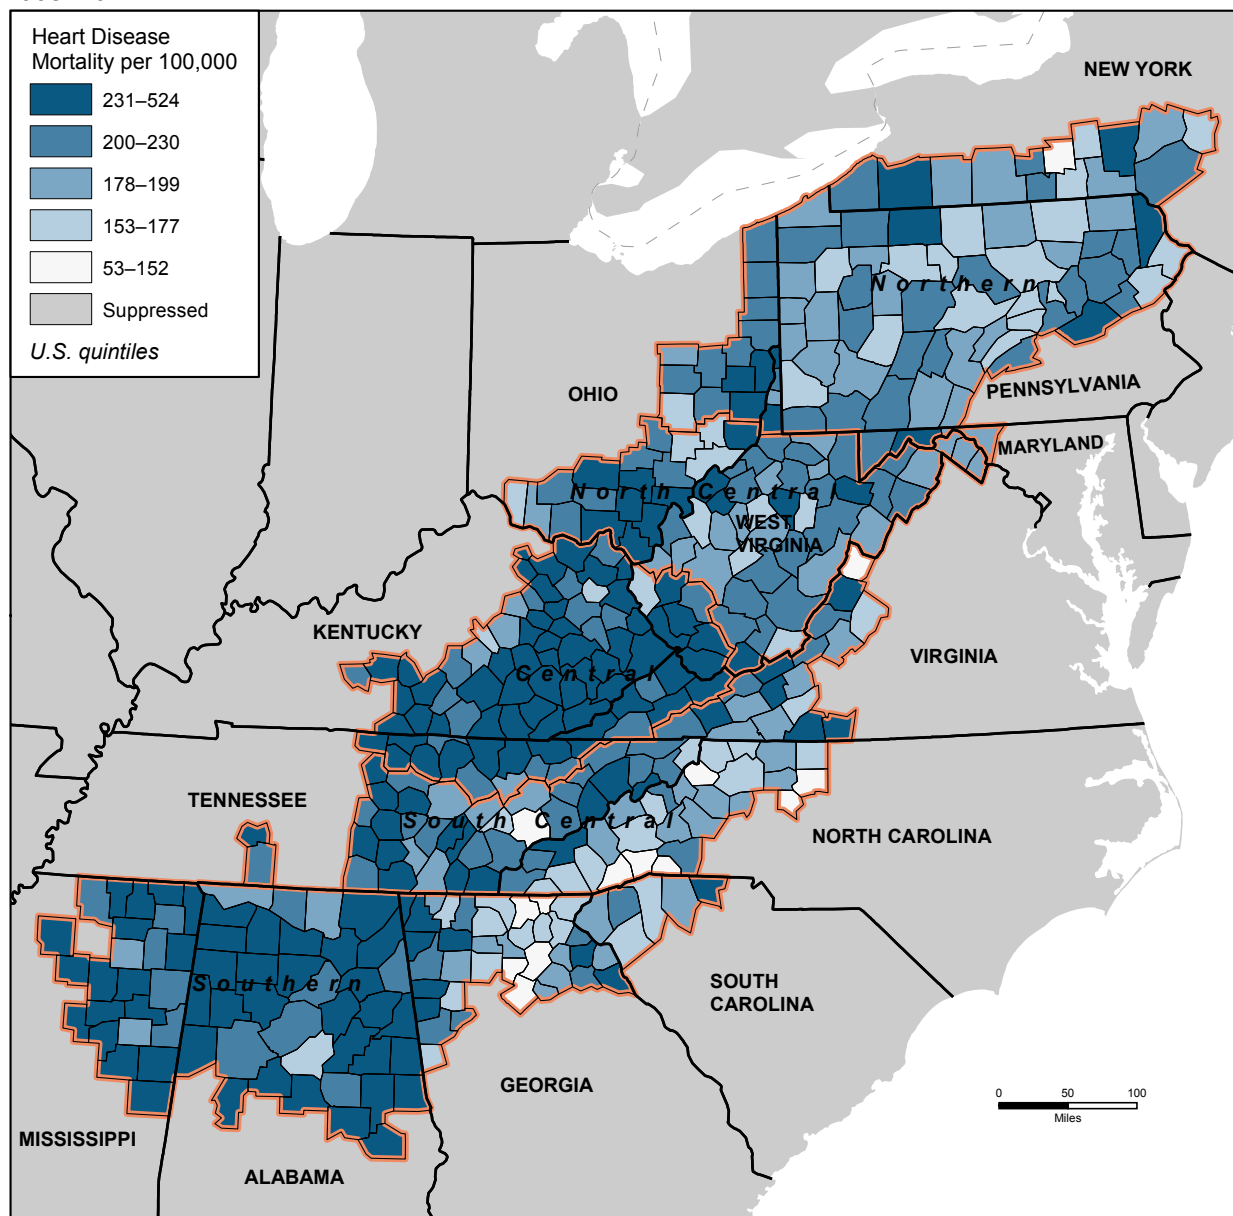 Heart Disease
Mortality per 100,000
231–524
200–230
178–199
153–177
53–152
Suppressed
U.S. quintiles
NEW YORK
Northern
PENNSYLVANIA
OHIO
MARYLAND
North Central
WEST
VIRGINIA
KENTUCKY
VIRGINIA
Central
TENNESSEE
South Central
NORTH CAROLINA
Southern
SOUTH
CAROLINA
GEORGIA
0 50 100
Miles
MISSISSIPPI
ALABAMA